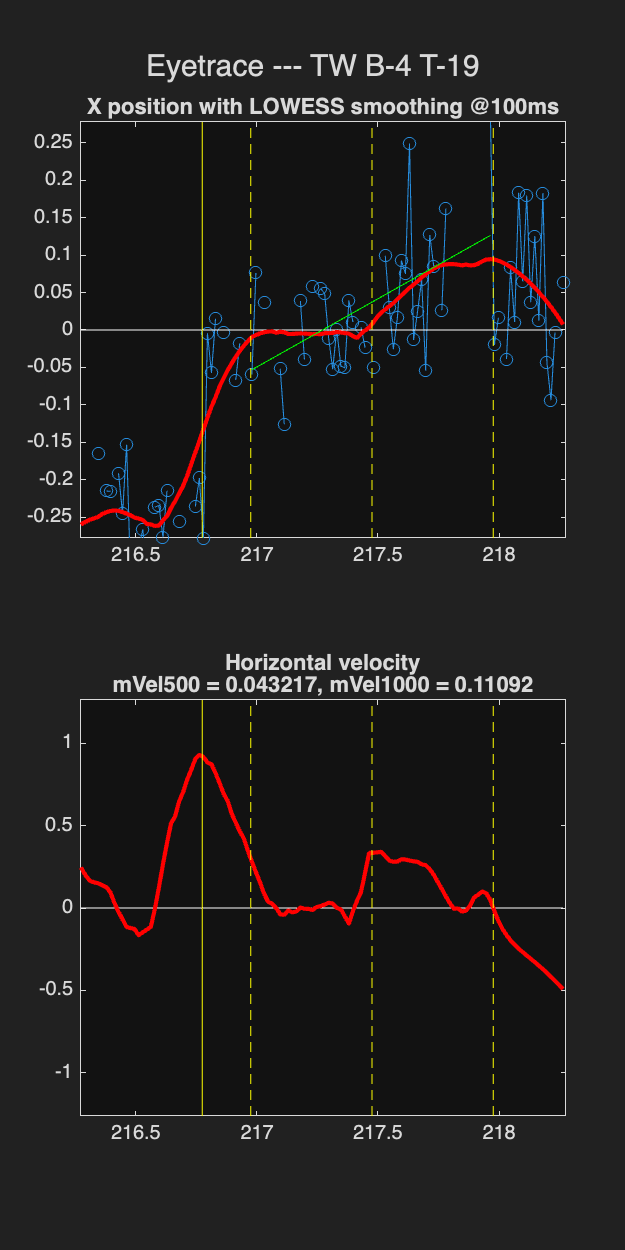 Eyetrace --- TW B-4 T-19
X position with LOWESS smoothing @100ms
0.25
0.2
0.15
0.1
0.05
0
-0.05
-0.1
-0.15
-0.2
-0.25
216.5 217 217.5 218
Horizontal velocity
mVel500 = 0.043217, mVel1000 = 0.11092
1
0.5
0
-0.5
-1
216.5 217 217.5 218